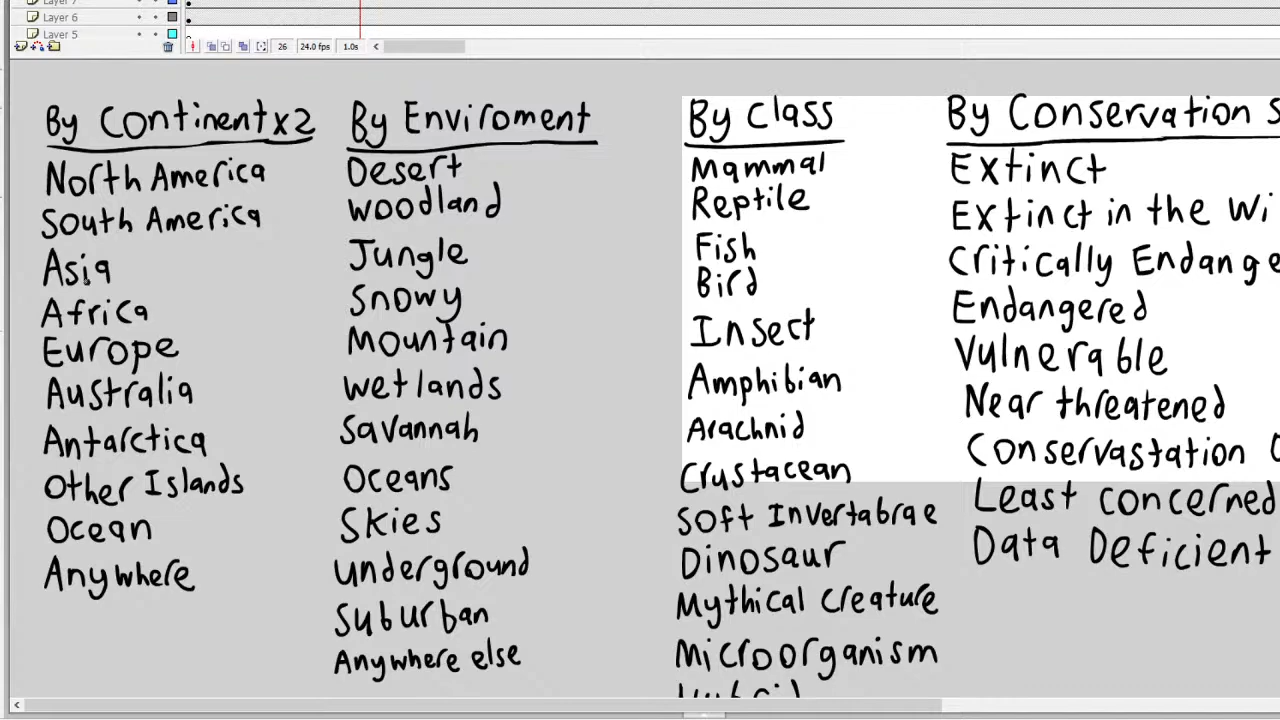 Layer 7
Layer 6
Layer 5
26 24.0 fps 1.0s
By Continent x2
North America
South America
Asia
Africa
Europe
Australia
Antarctica
Other Islands
Ocean
Anywhere
By Enviroment
Desert
Woodland
Jungle
Snowy
Mountain
Wetlands
Savannah
Oceans
Skies
Underground
Suburban
Anywhere else
By Class
Mammal
Reptile
Fish
Bird
Insect
Amphibian
Arachnid
Crustacean
Soft Invertabrae
Dinosaur
Mythical Creature
Microorganism
By Conservation S
Extinct
Extinct in the Wi
Critically Endange
Endangered
Vulnerable
Near threatened
Conservastation
Least concerned
Data Deficient